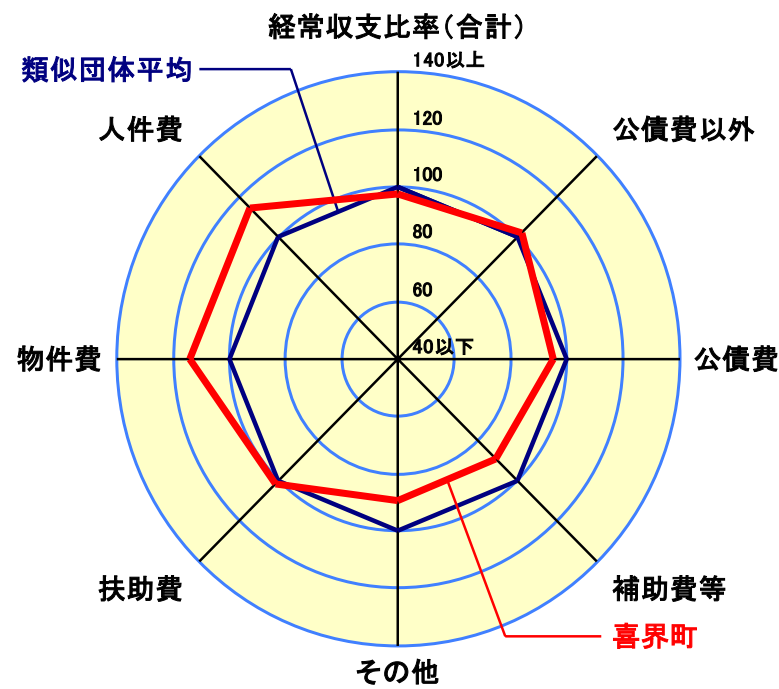 経常収支比率(合計)
140以上
類似団体平均
人件費
120
公債費以外
100
80
60
物件費
40以下
公債費
扶助費
補助費等
喜界町
その他